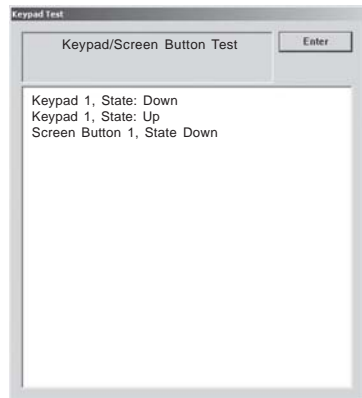 Keypad Test
Keypad/Screen Button Test
Enter
Keypad 1, State: Down
Keypad 1, State: Up
Screen Button 1, State Down